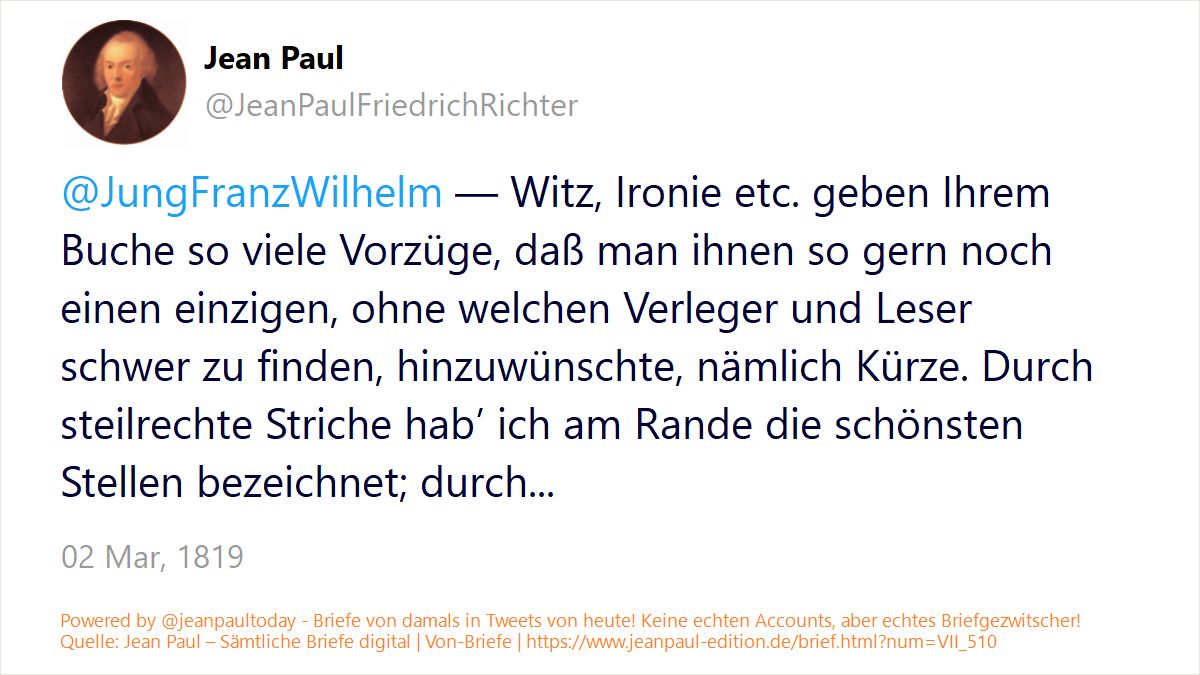 Jean Paul
@JeanPaulFriedrichRichter
@JungFranzWilhelm — Witz, Ironie etc. geben Ihrem
Buche so viele Vorzüge, daß man ihnen so gern noch
einen einzigen, ohne welchen Verleger und Leser
schwer zu finden, hinzuwünschte, nämlich Kürze. Durch
steilrechte Striche hab’ ich am Rande die schönsten
Stellen bezeichnet; durch...
02 Mar, 1819
Powered by @jeanpaultoday - Briefe von damals in Tweets von heute! Keine echten Accounts, aber echtes Briefgezwitscher!
Quelle: Jean Paul – Sämtliche Briefe digital | Von-Briefe | https://www.jeanpaul-edition.de/brief.html?num=VII_510